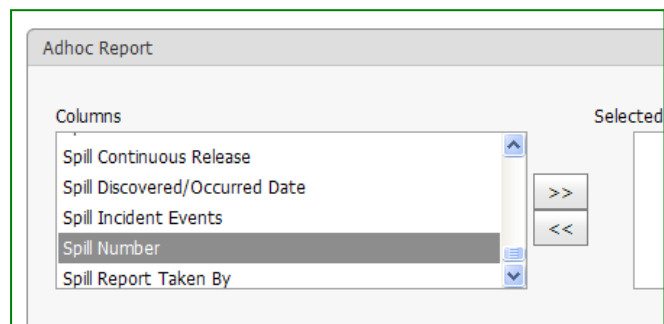 Adhoc Report
Columns
Selected
Spill Continuous Release
Spill Discovered/Occurred Date
Spill Incident Events
Spill Number
Spill Report Taken By
>>
<<